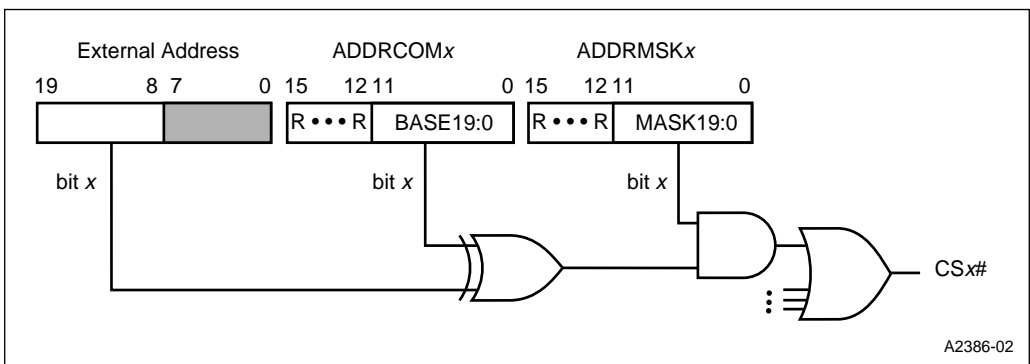 External Address ADDRCOMx ADDRMSKx
19 8 7 0 15 12 11 0 15 12 11 0
R • • • R BASE19:0 R • • • R MASK19:0
bit x bit x bit x
CSx#
A2386-02